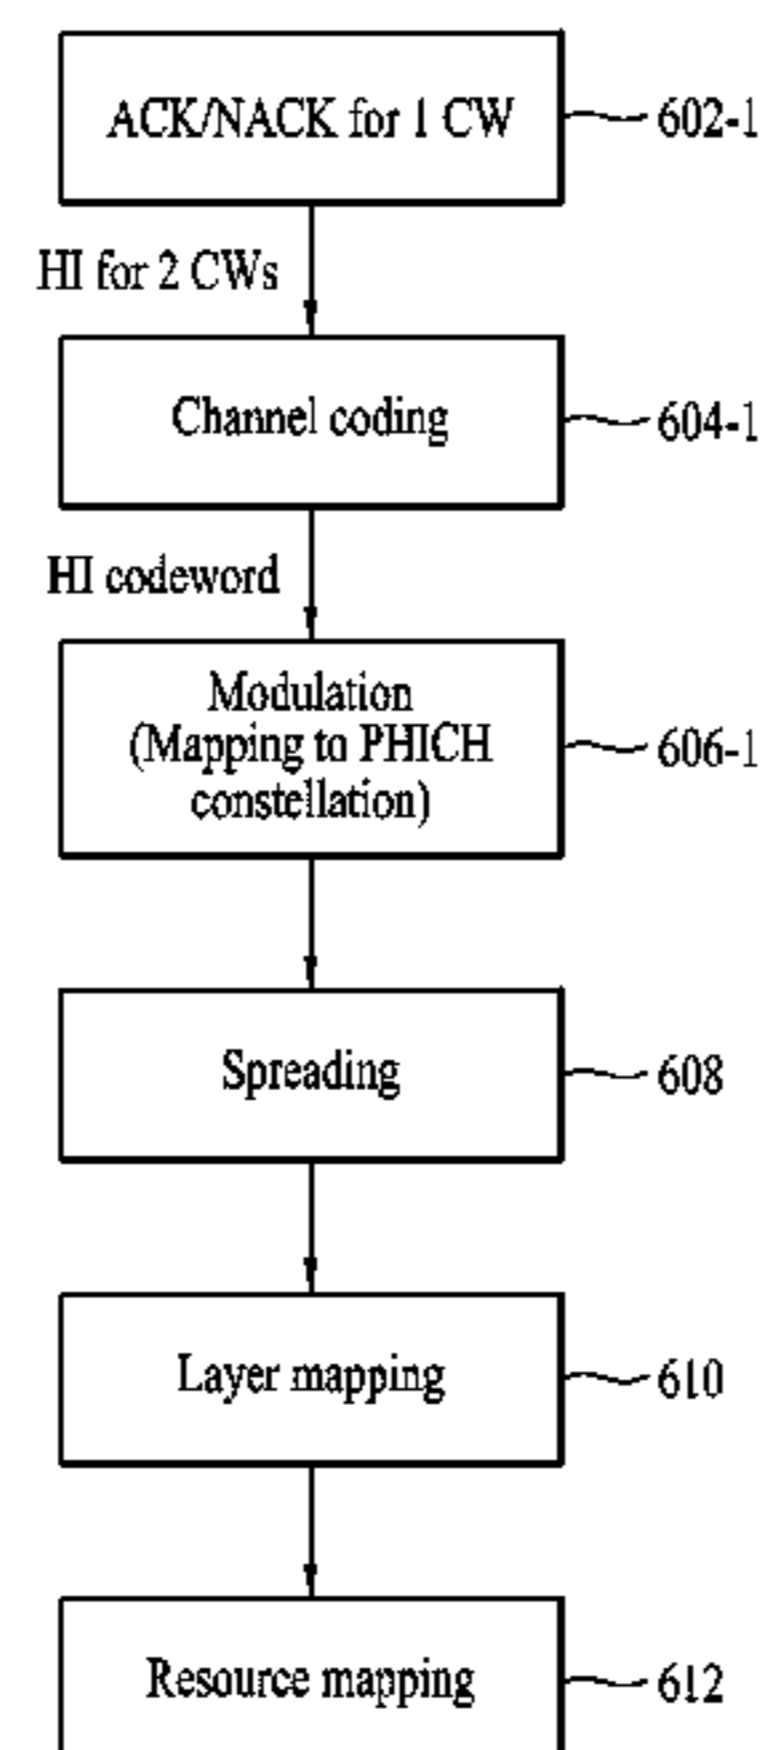 ACK/NACK for 1 CW
602-1
HI for 2 CWs
Channel coding
604-1
HI codeword
Modulation
(Mapping to PHICH
constellation)
606-1
Spreading
608
Layer mapping
610
Resource mapping
612